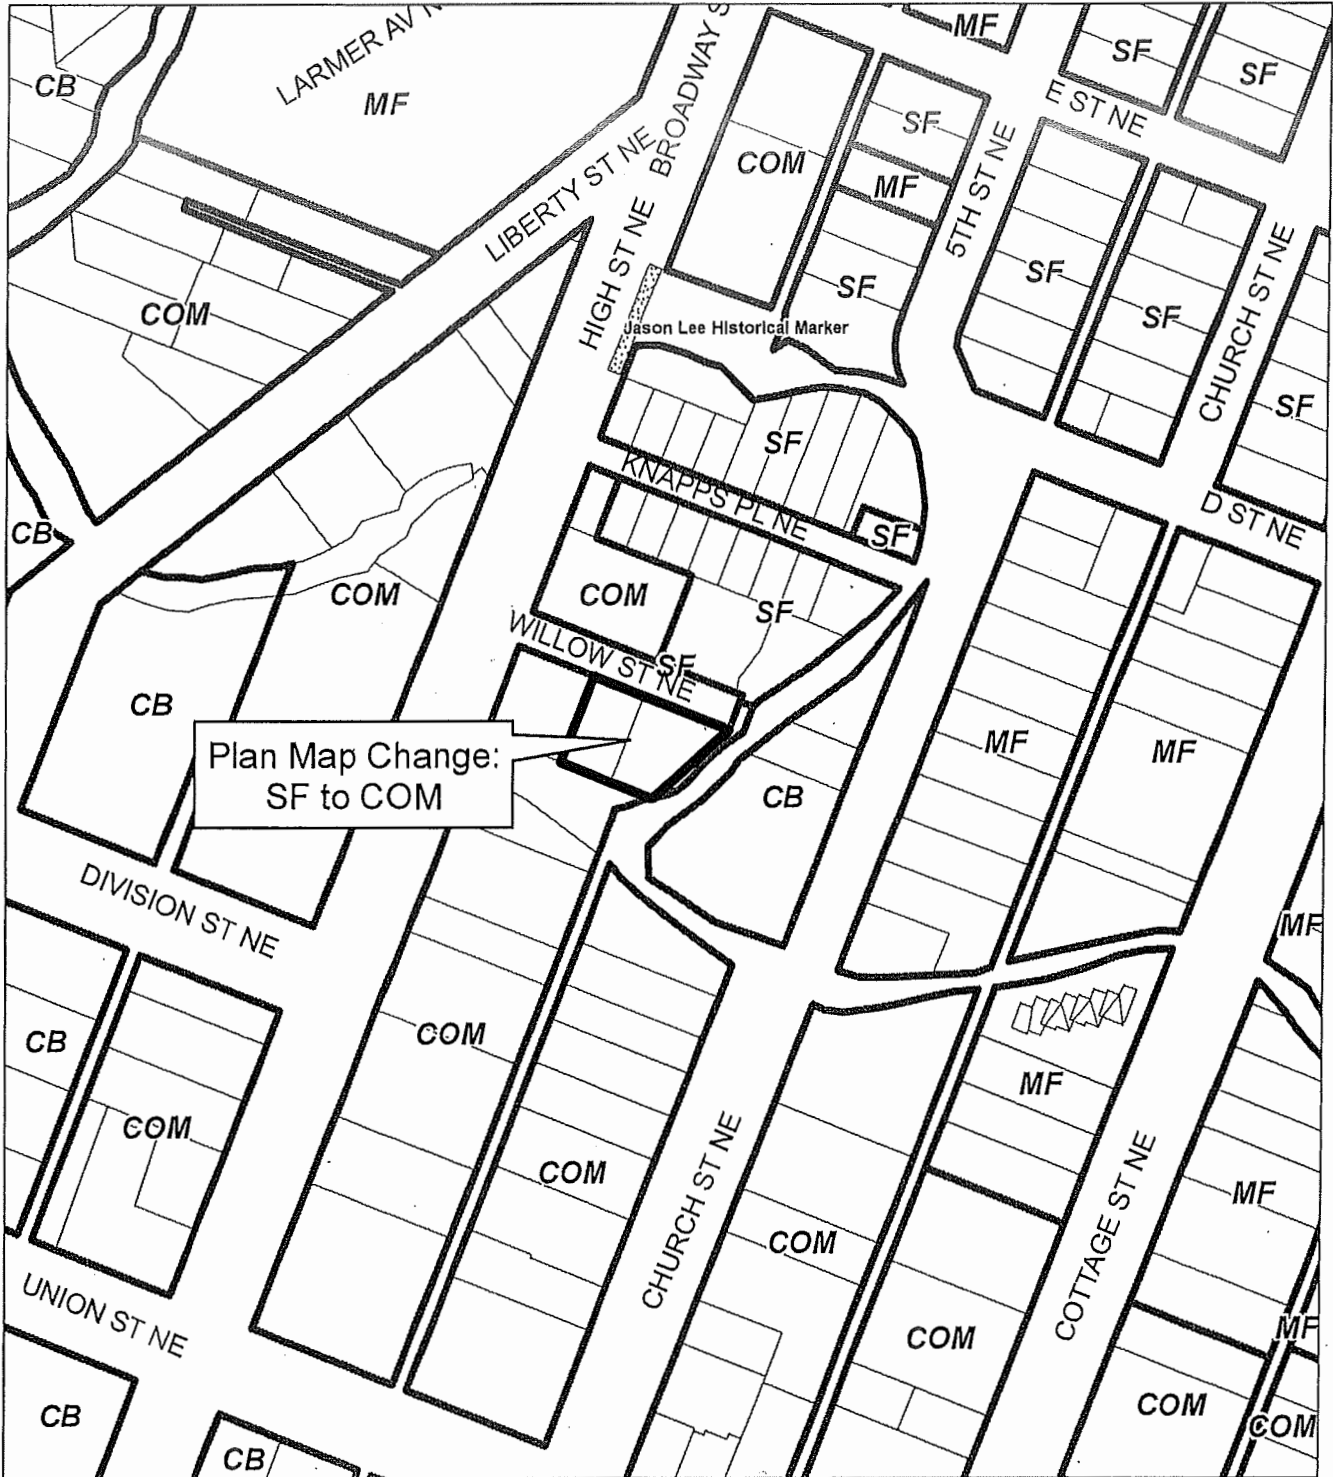 LARMER AV N
BROADWAY S
MF
SF
SF
CB
MF
E ST NE
SF
COM
MF
LIBERTY ST NE
5TH ST NE
HIGH ST NE
SF
SF
SF
CHURCH ST NE
COM
Jason Lee Historical Marker
SF
SF
KNAPPS PL NE
SF
D ST NE
CB
COM
COM
SF
WILLOW ST NE
SF
CB
MF
MF
Plan Map Change:
SF to COM
CB
DIVISION ST NE
MF
CB
COM
MF
COM
COM
CHURCH ST NE
COTTAGE ST NE
MF
COM
UNION ST NE
COM
MF
CB
COM
COM
CB